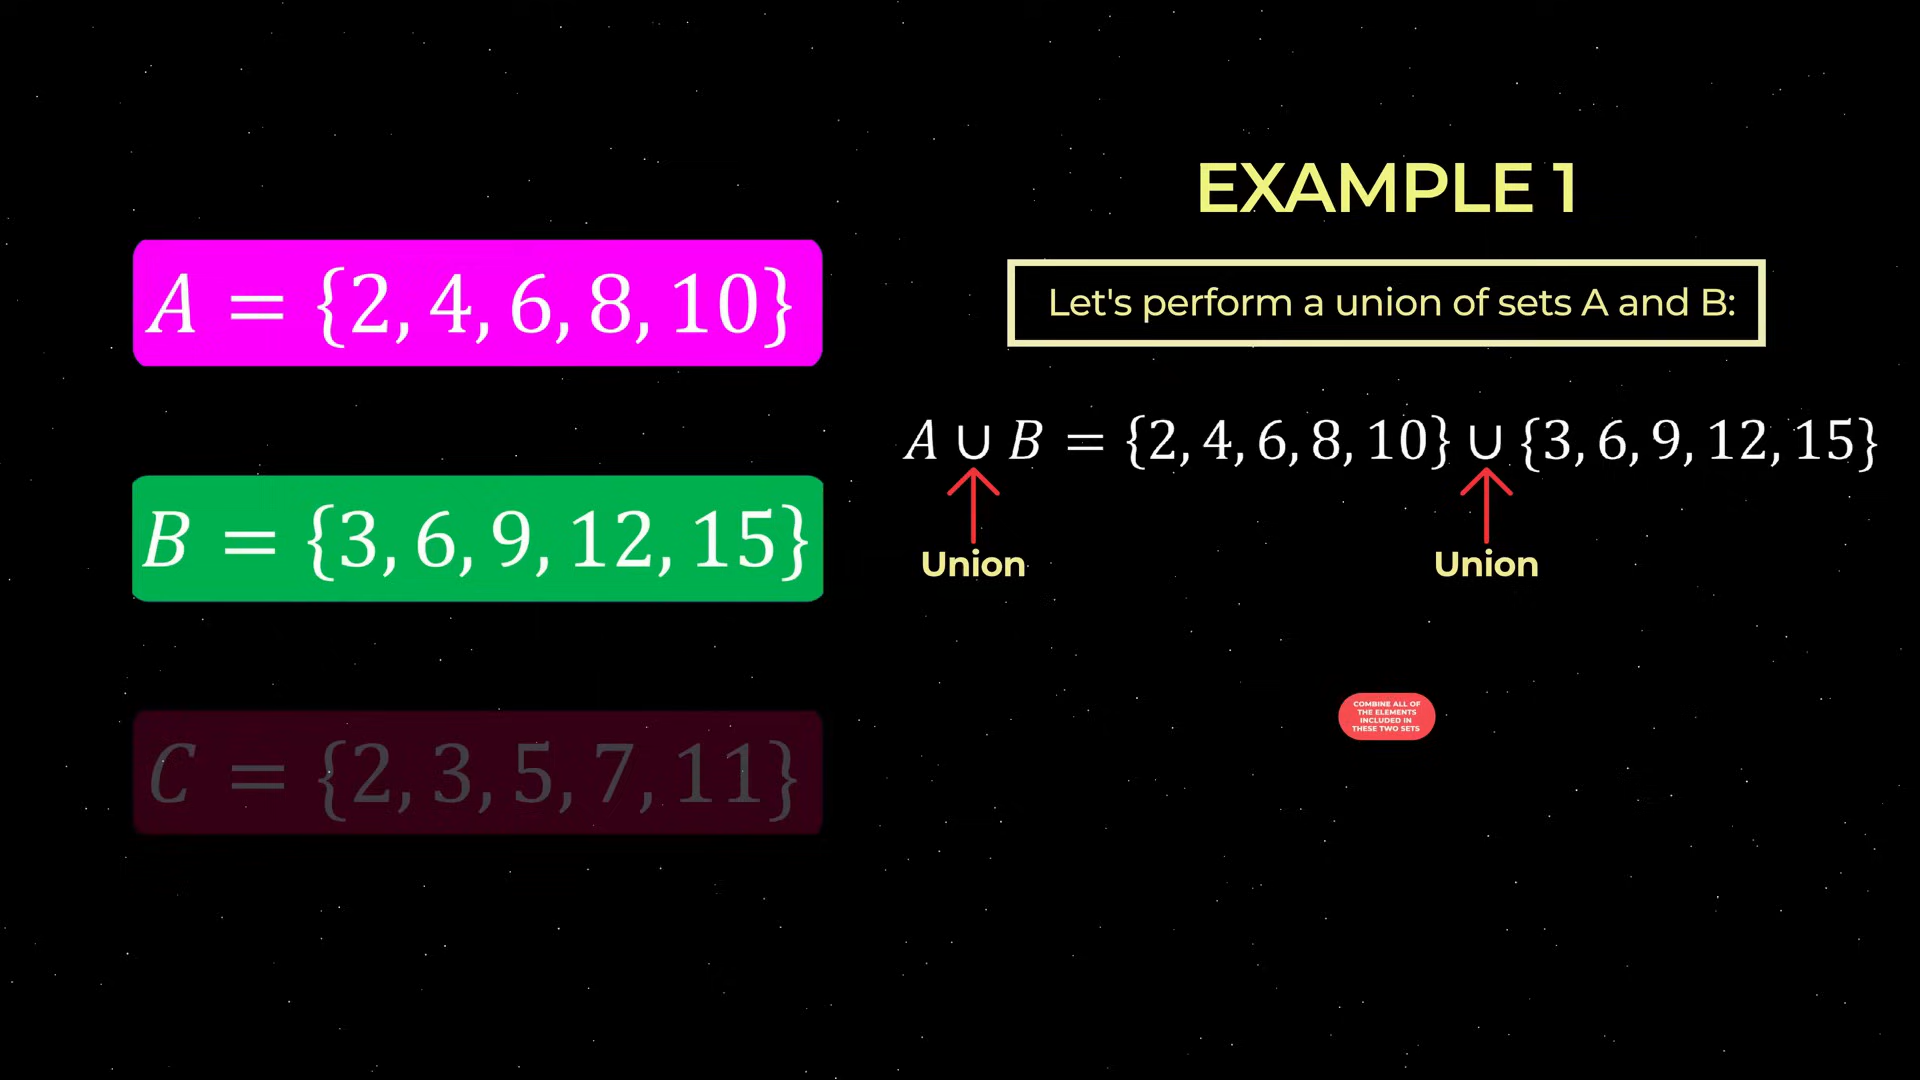 EXAMPLE 1
Let's perform a union of sets A and B:
A = {2, 4, 6, 8, 10}
B = {3, 6, 9, 12, 15}
C = {2, 3, 5, 7, 11}
A ∪ B = {2, 4, 6, 8, 10} ∪ {3, 6, 9, 12, 15}
Union
Union
COMBINE ALL OF
THE ELEMENTS
INCLUDED IN
THESE TWO SETS